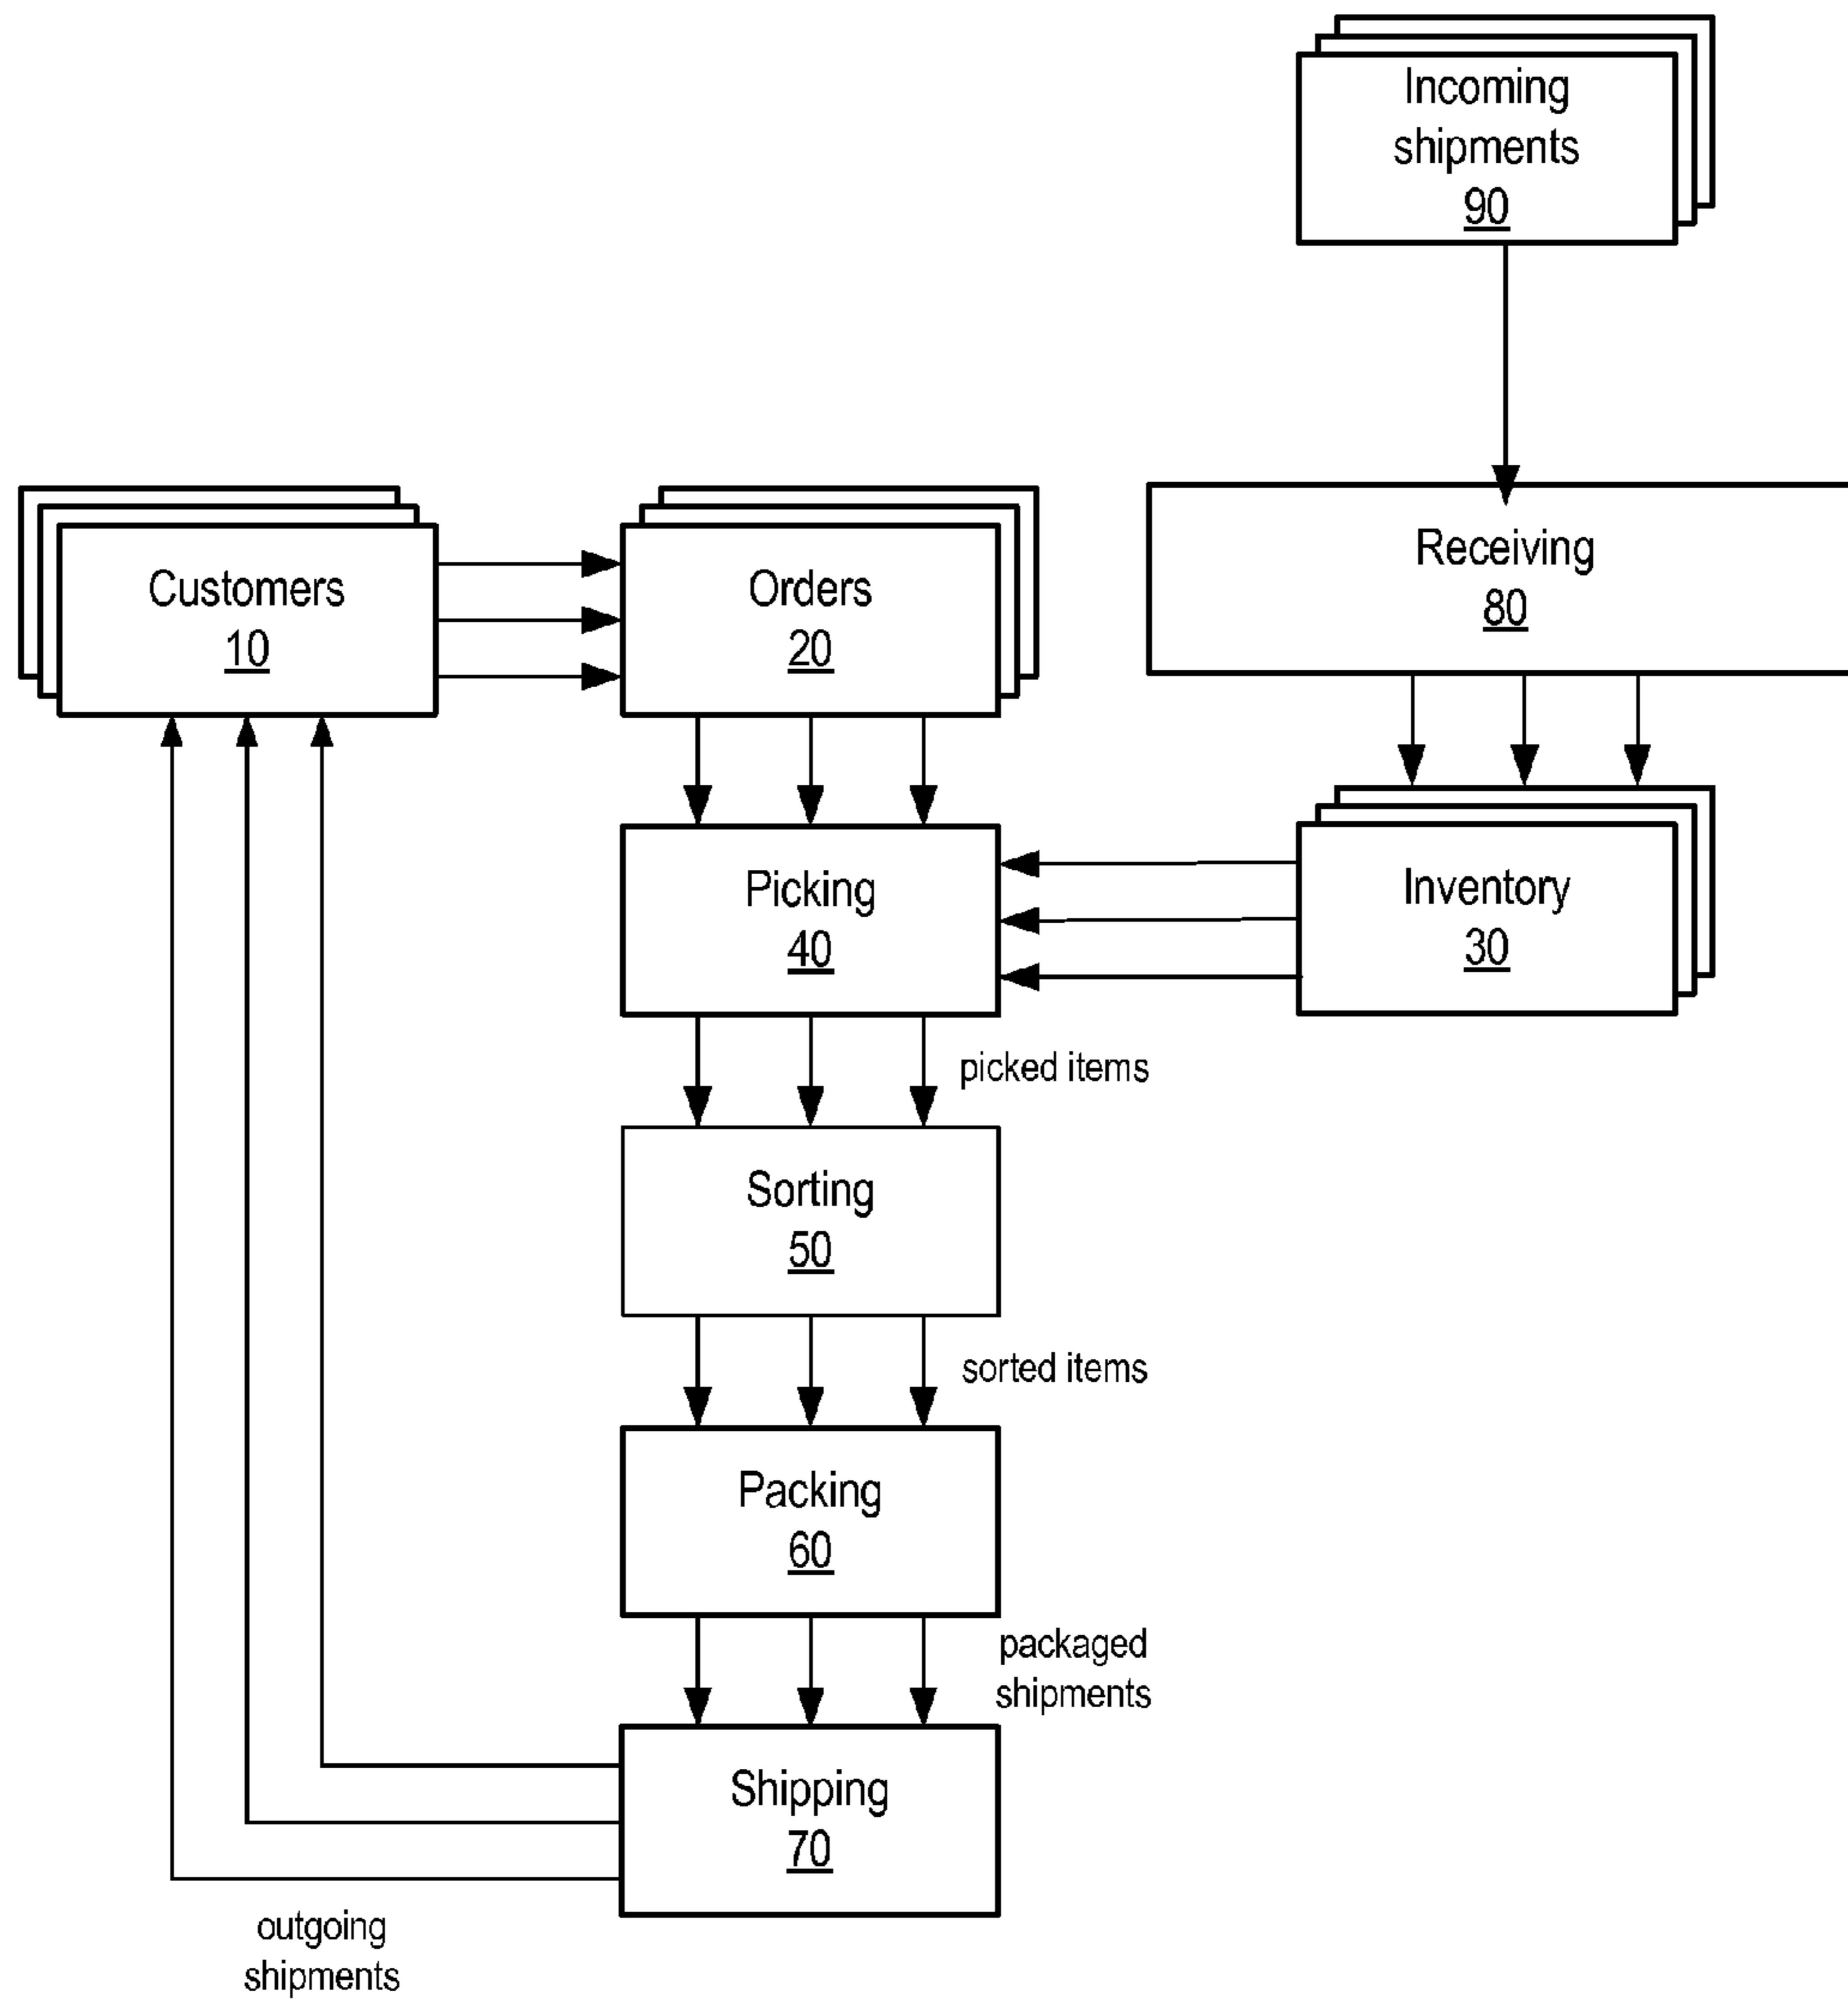 Incoming
shipments
90
Customers
10
Orders
20
Receiving
80
Picking
40
Inventory
30
picked items
Sorting
50
sorted items
Packing
60
packaged
shipments
Shipping
70
outgoing
shipments